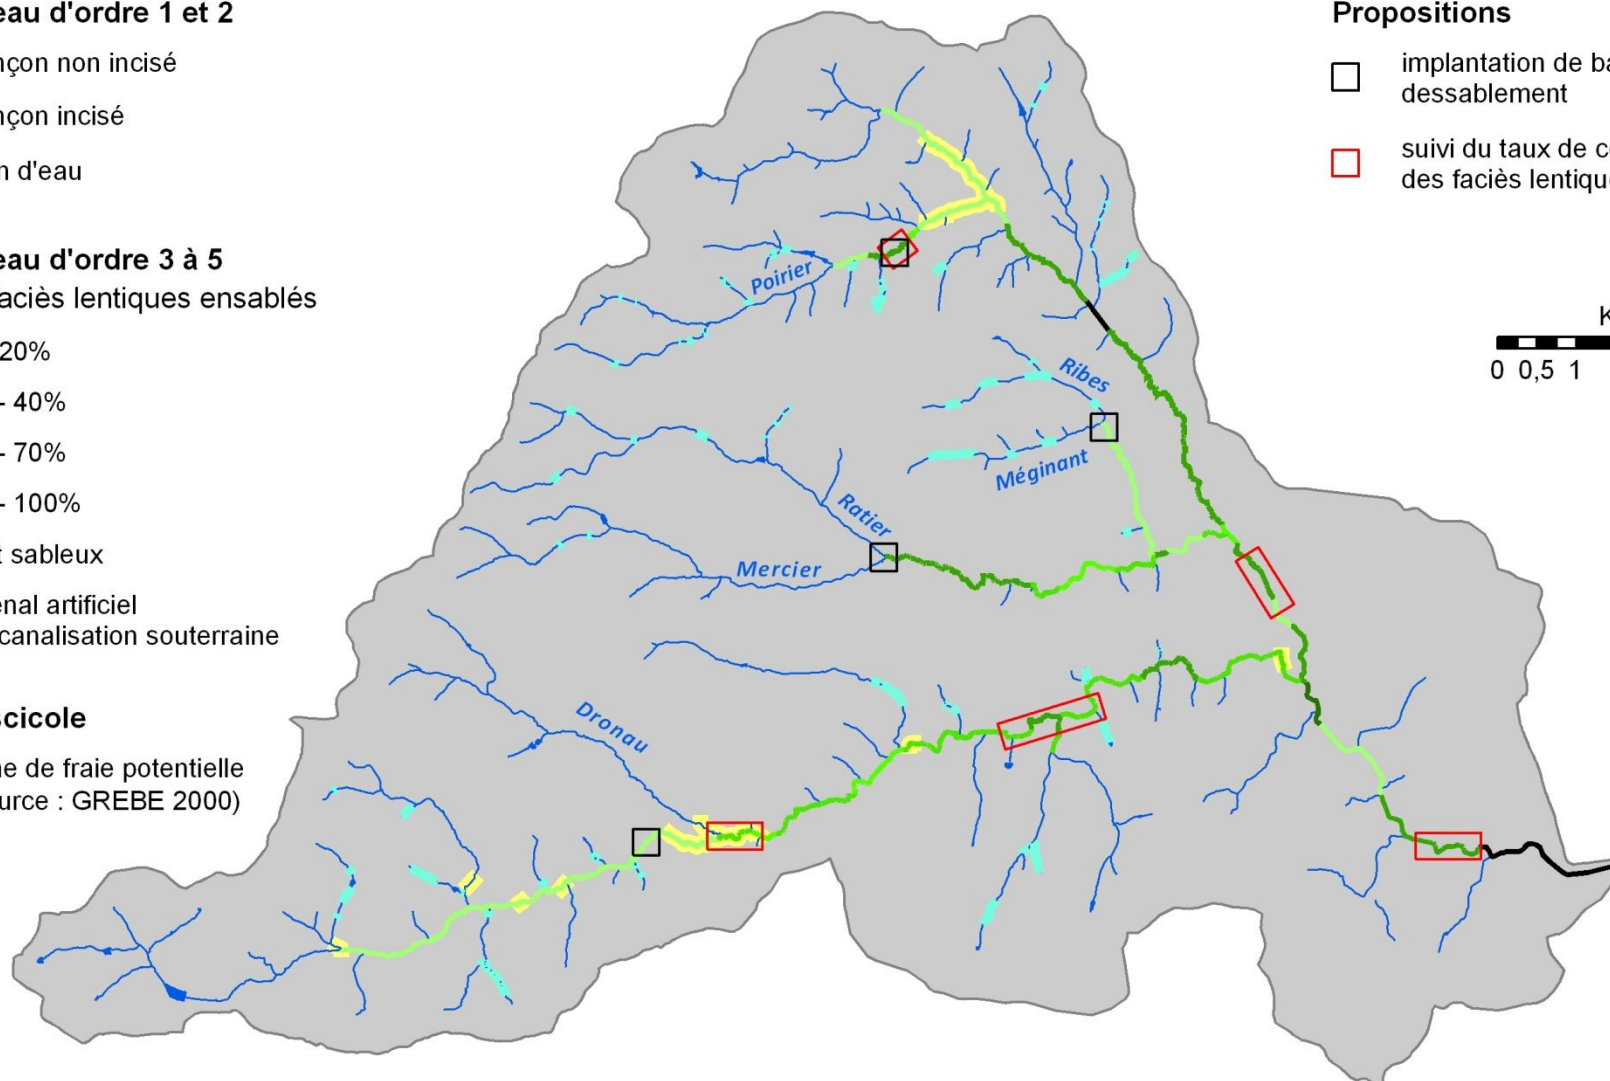 eau d'ordre 1 et 2
nçon non incisé
nçon incisé
n d'eau
eau d'ordre 3 à 5
aciès lentiques ensablés
20%
- 40%
- 70%
- 100%
t sableux
enal artificiel
canalisation souterraine
scicole
ne de fraie potentielle
urce : GREBE 2000)
Propositions
implantation de ba
dessablement
suivi du taux de c
des faciès lentiqu
K
0 0,5 1
Poirier
Ribes
Méginant
Ratier
Mercier
Dronau